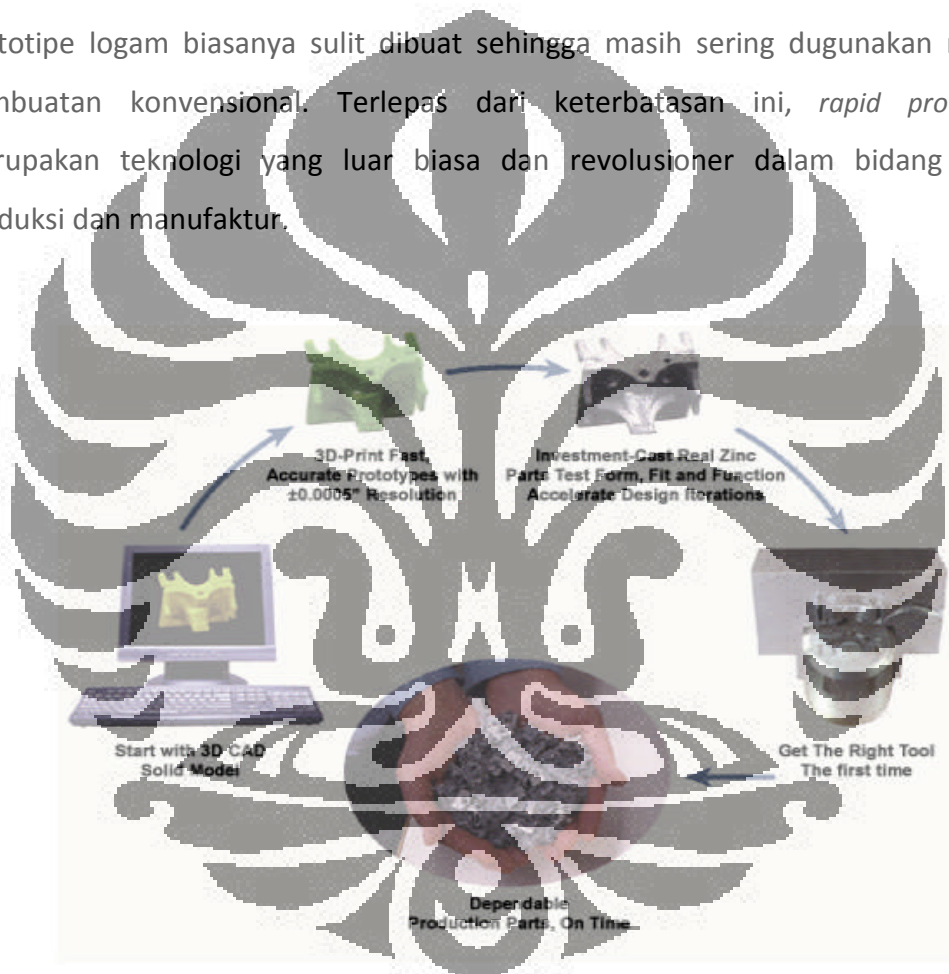 totipe logam biasanya sulit dibuat sehingga masih sering dugunakan
buatan konvensional. Terlepas dari keterbatasan ini, rapid pro
rupakan teknologi yang luar biasa dan revolusioner dalam bidang
duksi dan manufaktur.
3D-Print Fast,
Accurate Prototypes with
±0.0005" Resolution
Investment-Cast Real Zinc
Parts Test Form, Fit and Function
Accelerate Design Iterations
Start with 3D CAD
Solid Model
Get The Right Tool
The first time
Dependable
Production Parts, On Time